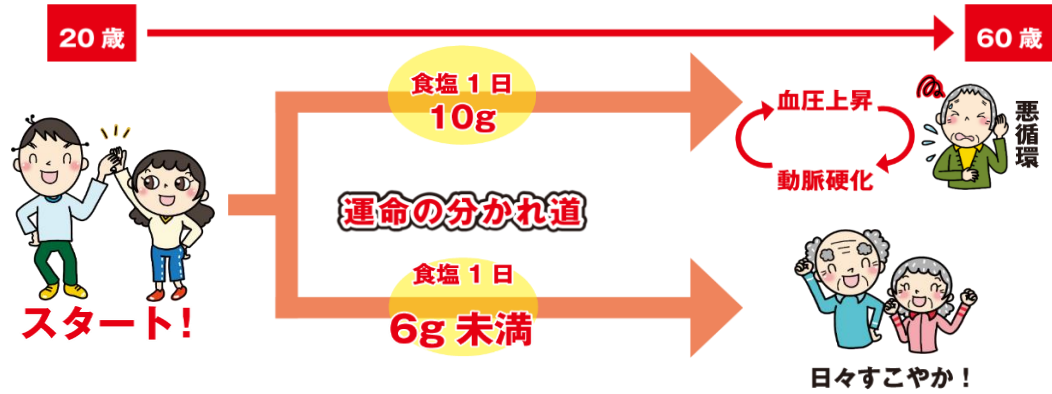 20歳
60歳
食塩1日
10g
血圧上昇
動脈硬化
悪循環
運命の分かれ道
スタート!
食塩1日
6g未満
日々すこやか!